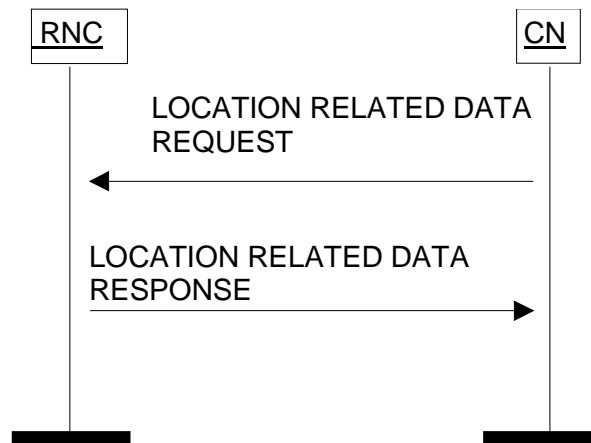 RNC
CN
LOCATION RELATED DATA
REQUEST
LOCATION RELATED DATA
RESPONSE